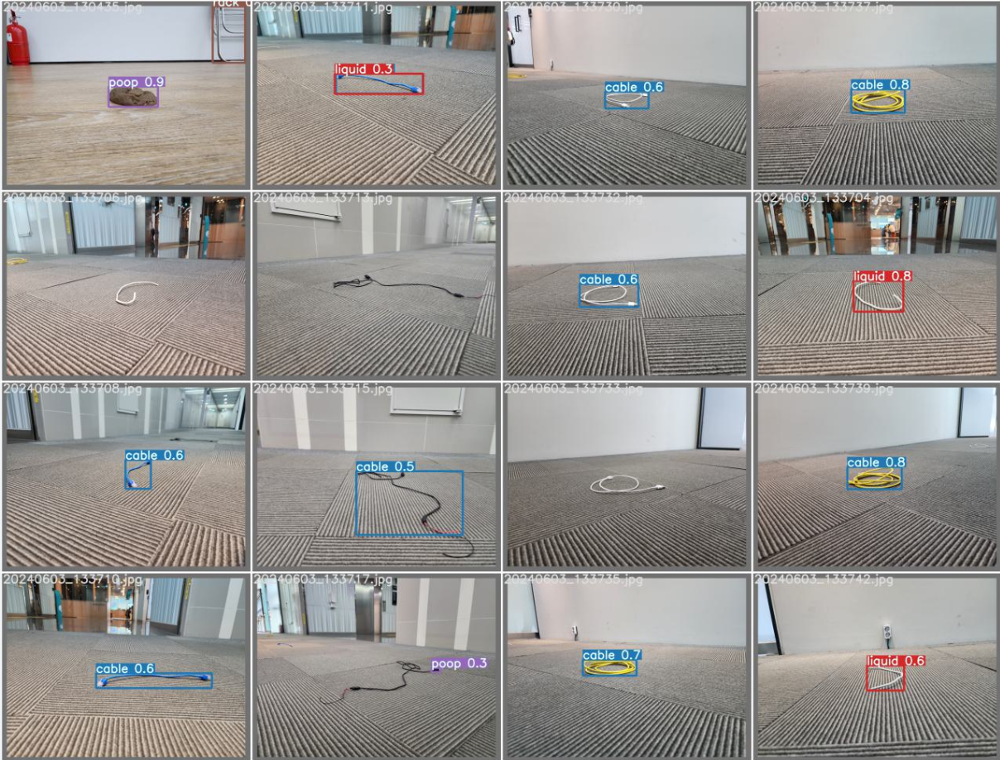 20240603_130435.jpg
poop 0.9
20240603_133711.jpg
liquid 0.3
20240603_133730.jpg
cable 0.6
20240603_133737.jpg
cable 0.8
20240603_133706.jpg
20240603_133713.jpg
20240603_133732.jpg
cable 0.6
20240603_133704.jpg
liquid 0.8
20240603_133708.jpg
cable 0.6
20240603_133715.jpg
cable 0.5
20240603_133733.jpg
20240603_133739.jpg
cable 0.8
20240603_133710.jpg
cable 0.6
20240603_133717.jpg
poop 0.3
20240603_133735.jpg
cable 0.7
20240603_133742.jpg
liquid 0.6